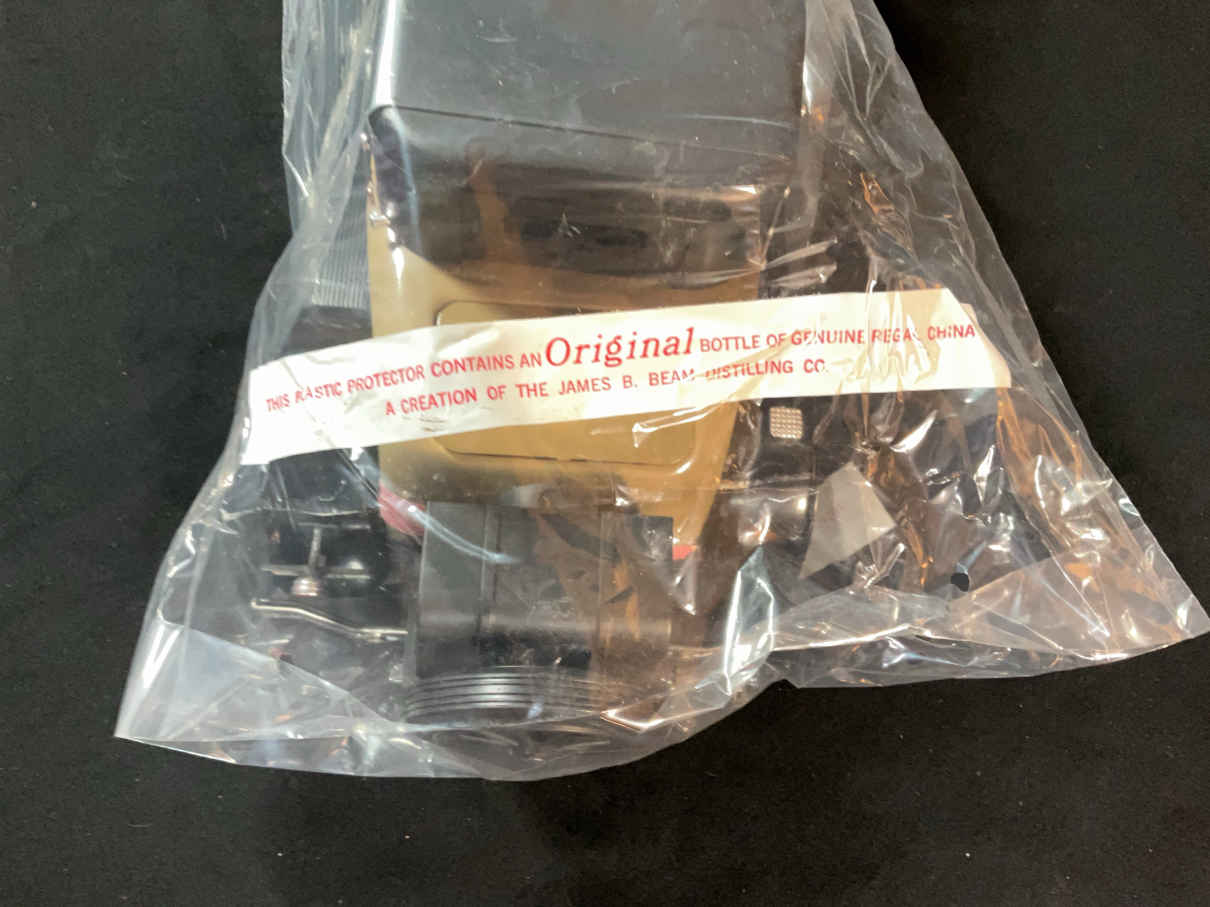 THIS PLASTIC PROTECTOR CONTAINS AN Original BOTTLE OF GENUINE REGAL CHINA
A CREATION OF THE JAMES B. BEAM DISTILLING CO.